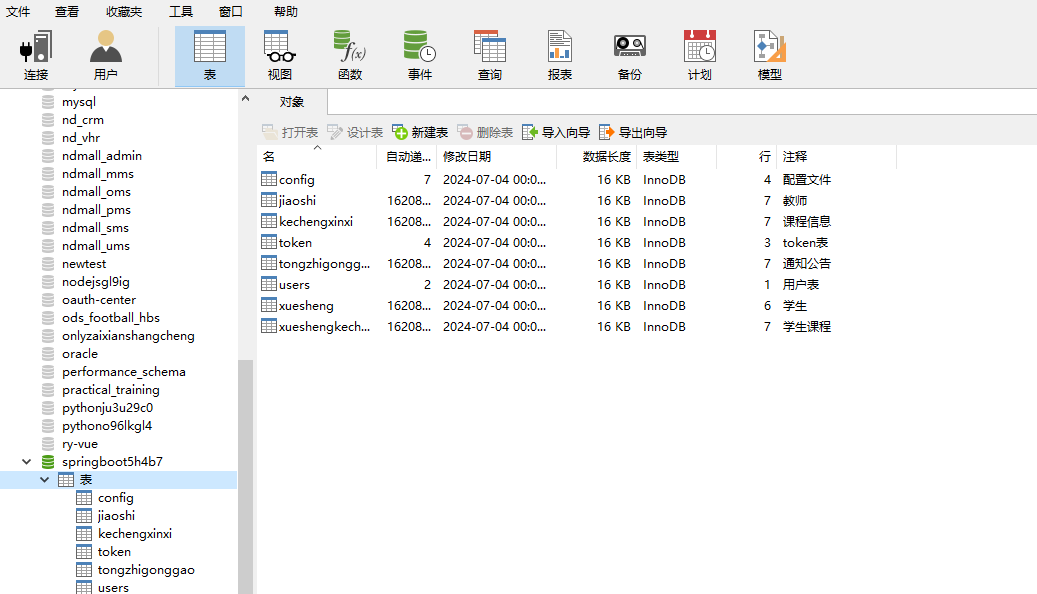 文件 查看 收藏夹 工具 窗口 帮助
连接 用户 表 视图 函数 事件 查询 报表 备份 计划 模型
mysql
nd_crm
nd_vhr
ndmall_admin
ndmall_mms
ndmall_oms
ndmall_pms
ndmall_sms
ndmall_ums
newtest
nodejsgl9ig
oauth-center
ods_football_hbs
onlyzaixianshangcheng
oracle
performance_schema
practical_training
pythonju3u29c0
pythono96lkgl4
ry-vue
springboot5h4b7
表
config
jiaoshi
kechengxinxi
token
tongzhigonggao
users
对象
打开表 设计表 新建表 删除表 导入向导 导出向导
名 自动递... 修改日期 数据长度 表类型 行 注释
config 7 2024-07-04 00:0... 16 KB InnoDB 4 配置文件
jiaoshi 16208... 2024-07-04 00:0... 16 KB InnoDB 7 教师
kechengxinxi 16208... 2024-07-04 00:0... 16 KB InnoDB 7 课程信息
token 4 2024-07-04 00:0... 16 KB InnoDB 3 token表
tongzhigongg... 16208... 2024-07-04 00:0... 16 KB InnoDB 7 通知公告
users 2 2024-07-04 00:0... 16 KB InnoDB 1 用户表
xuesheng 16208... 2024-07-04 00:0... 16 KB InnoDB 6 学生
xueshengkech... 16208... 2024-07-04 00:0... 16 KB InnoDB 7 学生课程